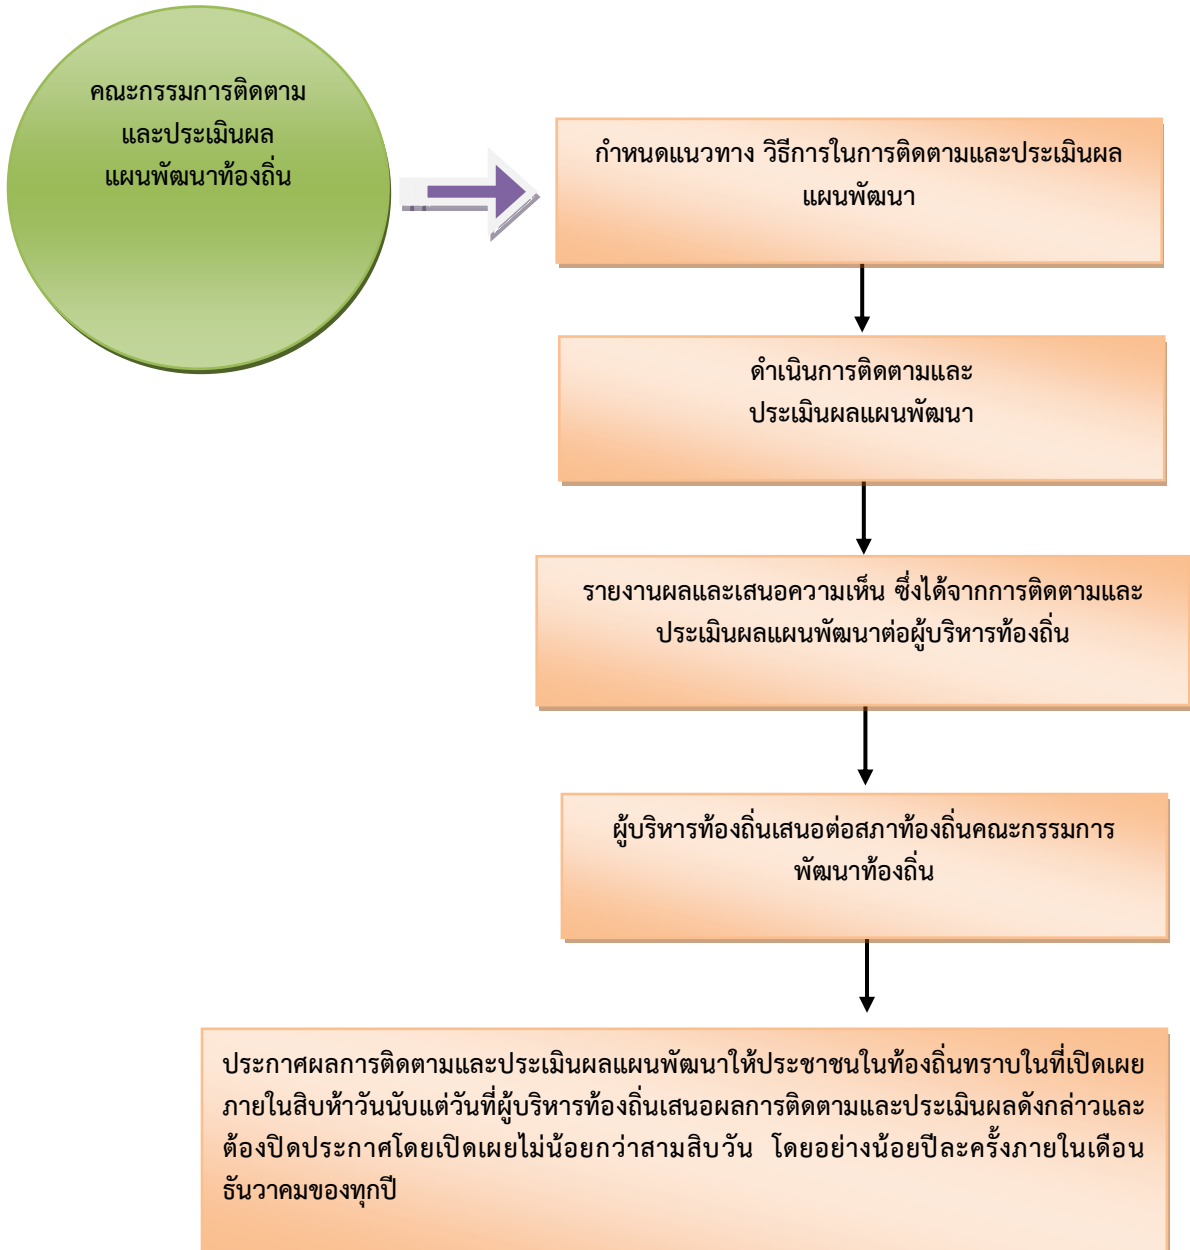 คณะกรรมการติดตาม
และประเมินผล
แผนพัฒนาท้องถิ่น
กำหนดแนวทาง วิธีการในการติดตามและประเมินผล
แผนพัฒนา
ดำเนินการติดตามและ
ประเมินผลแผนพัฒนา
รายงานผลและเสนอความเห็น ซึ่งได้จากการติดตามและ
ประเมินผลแผนพัฒนาต่อผู้บริหารท้องถิ่น
ผู้บริหารท้องถิ่นเสนอต่อสภาท้องถิ่นคณะกรรมการ
พัฒนาท้องถิ่น
ประกาศผลการติดตามและประเมินผลแผนพัฒนาให้ประชาชนในท้องถิ่นทราบในที่เปิดเผย
ภายในสิบห้าวันนับแต่วันที่ผู้บริหารท้องถิ่นเสนอผลการติดตามและประเมินผลดังกล่าวและ
ต้องปิดประกาศโดยเปิดเผยไม่น้อยกว่าสามสิบวัน โดยอย่างน้อยปีละครั้งภายในเดือน
ธันวาคมของทุกปี